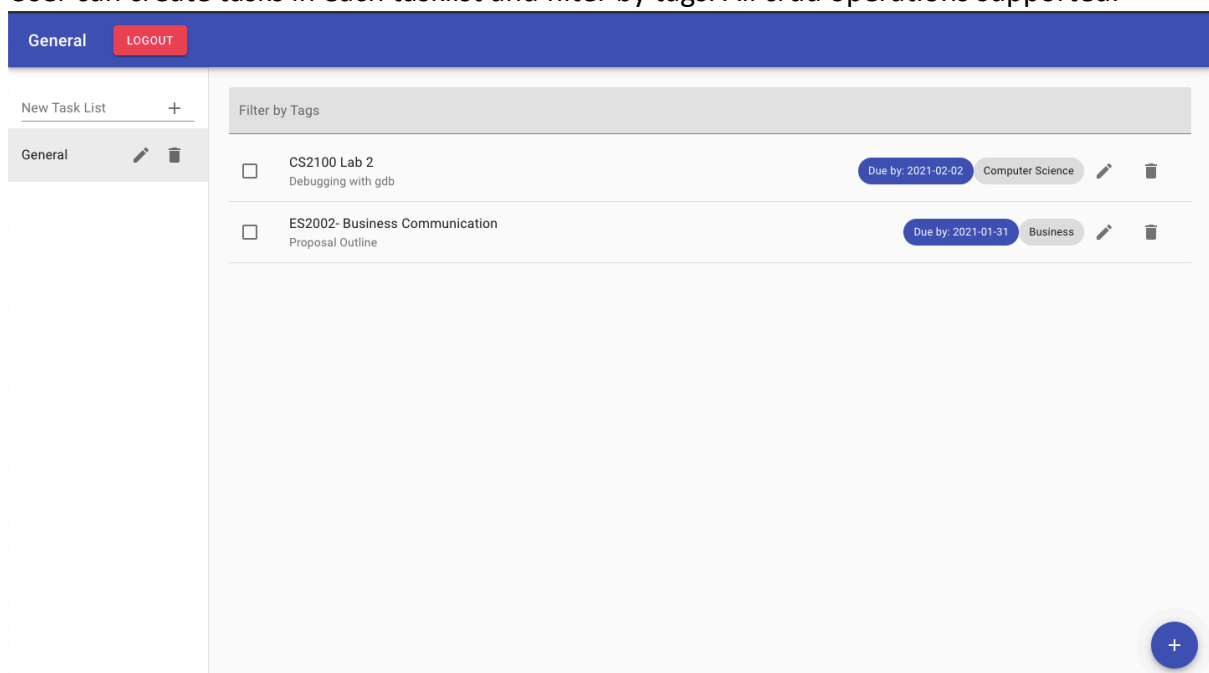 User can create tasks in each tasklist and filter by tags. All crud operations supported.
General LOGOUT
New Task List +
General
Filter by Tags
CS2100 Lab 2
Debugging with gdb
Due by: 2021-02-02 Computer Science
ES2002- Business Communication
Proposal Outline
Due by: 2021-01-31 Business
+